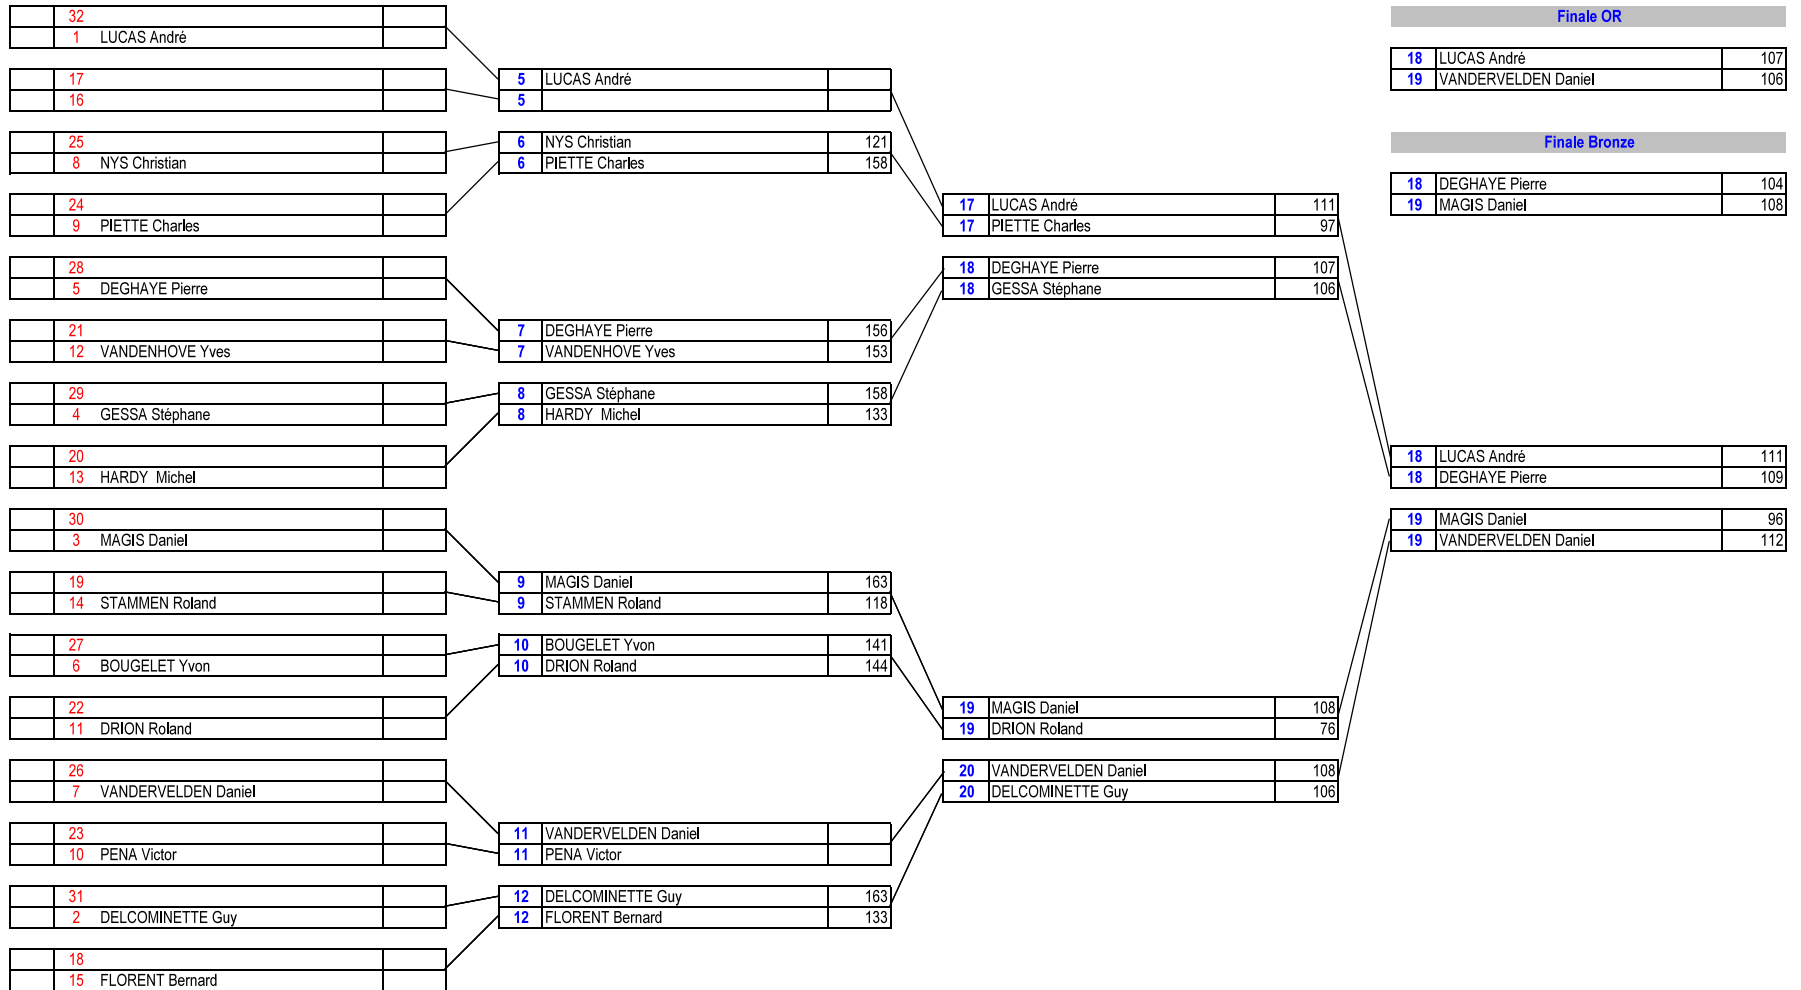 32
1 LUCAS André
17
16
25
8 NYS Christian
24
9 PIETTE Charles
28
5 DEGHAYE Pierre
21
12 VANDENHOVE Yves
29
4 GESSA Stéphane
20
13 HARDY  Michel
30
3 MAGIS Daniel
19
14 STAMMEN Roland
27
6 BOUGELET Yvon
22
11 DRION Roland
26
7 VANDERVELDEN Daniel
23
10 PENA Victor
31
2 DELCOMINETTE Guy
18
15 FLORENT Bernard
5 LUCAS André
5
6 NYS Christian 121
6 PIETTE Charles 158
7 DEGHAYE Pierre 156
7 VANDENHOVE Yves 153
8 GESSA Stéphane 158
8 HARDY  Michel 133
9 MAGIS Daniel 163
9 STAMMEN Roland 118
10 BOUGELET Yvon 141
10 DRION Roland 144
11 VANDERVELDEN Daniel
11 PENA Victor
12 DELCOMINETTE Guy 163
12 FLORENT Bernard 133
17 LUCAS André 111
17 PIETTE Charles 97
18 DEGHAYE Pierre 107
18 GESSA Stéphane 106
19 MAGIS Daniel 108
19 DRION Roland 76
20 VANDERVELDEN Daniel 108
20 DELCOMINETTE Guy 106
Finale OR
18 LUCAS André 107
19 VANDERVELDEN Daniel 106
Finale Bronze
18 DEGHAYE Pierre 104
19 MAGIS Daniel 108
18 LUCAS André 111
18 DEGHAYE Pierre 109
19 MAGIS Daniel 96
19 VANDERVELDEN Daniel 112